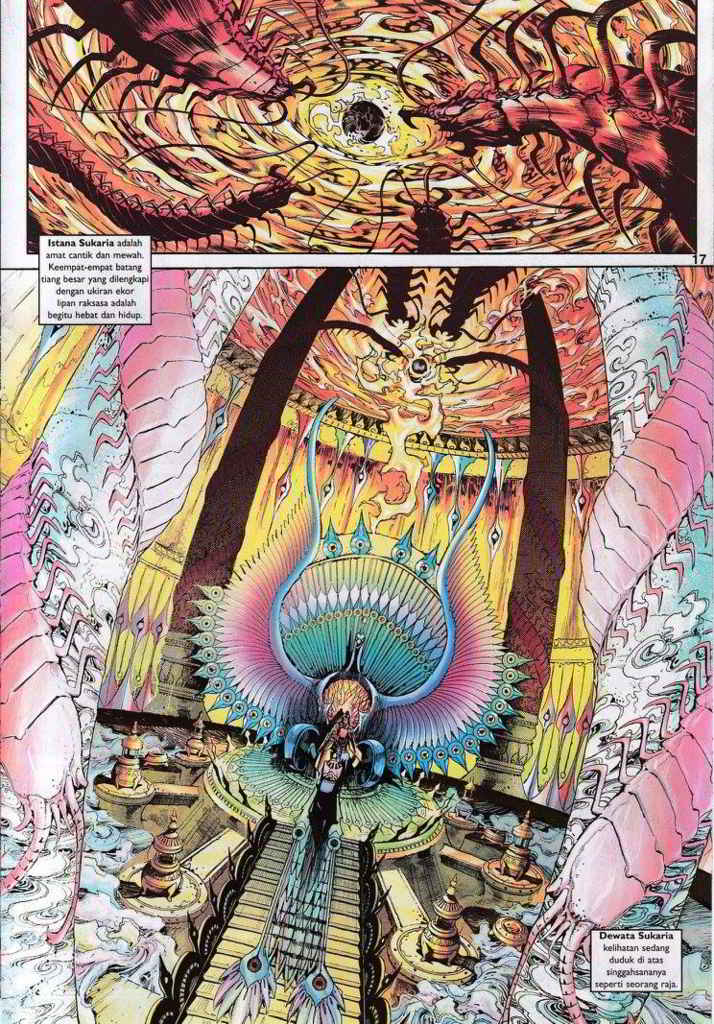 Istana Sukaria adalah
amat cantik dan mewah.
Keempat-empat batang
tiang besar yang dilengkapi
dengan ukiran ekor
lipan raksasa adalah
begitu hebat dan hidup.
17
Dewata Sukaria
kelihatan sedang
duduk di atas
singgahsananya
seperti seorang raja.